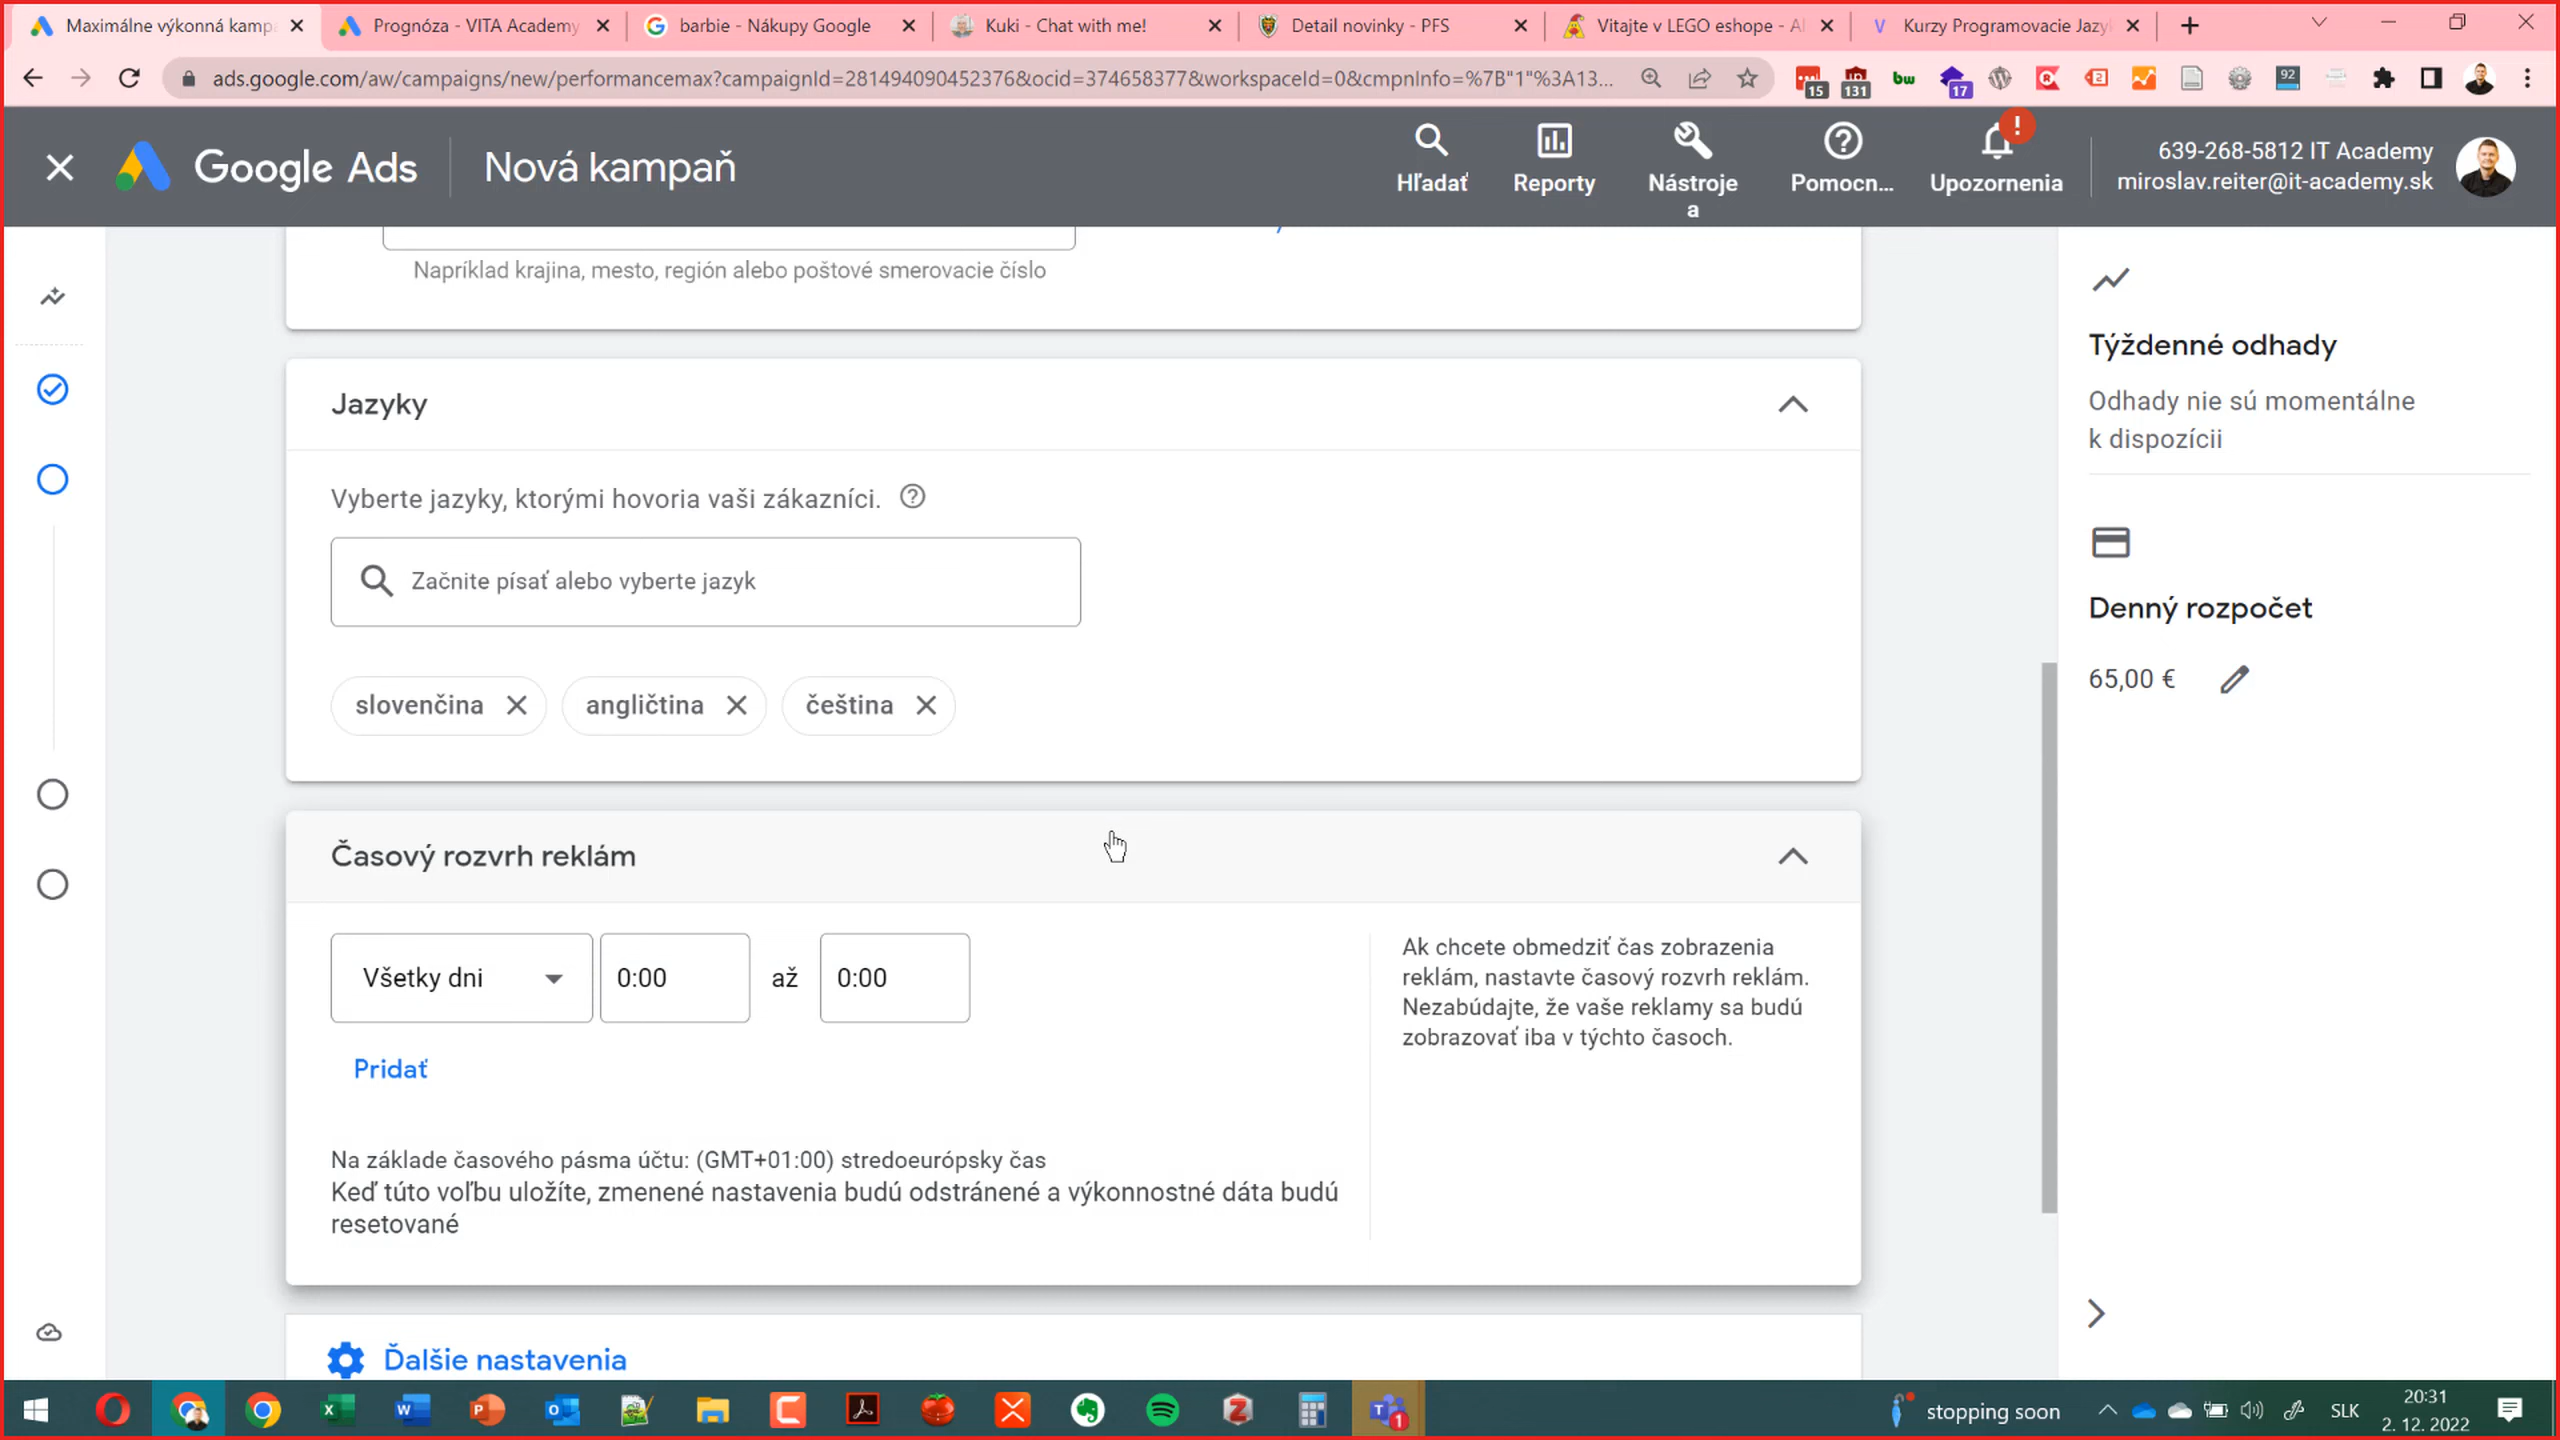 Maximálne výkonná kamp
Prognóza - VITA Academy
barbie - Nákupy Google
Kuki - Chat with me!
Detail novinky - PFS
Vitajte v LEGO eshope - Al
Kurzy Programovacie Jazy
ads.google.com/aw/campaigns/new/performancemax?campaignId=281494090452376&ocid=374658377&workspaceId=0&cmpnInfo=%7B"1"%3A13...
15
131
bw
17
92
Google Ads
Nová kampaň
Hľadať
Reporty
Nástroje
a
Pomocn...
!
Upozornenia
639-268-5812 IT Academy
miroslav.reiter@it-academy.sk
Napríklad krajina, mesto, región alebo poštové smerovacie číslo
Jazyky
Vyberte jazyky, ktorými hovoria vaši zákazníci.
Začnite písať alebo vyberte jazyk
slovenčina
angličtina
čeština
Časový rozvrh reklám
Všetky dni
0:00
až
0:00
Pridať
Ak chcete obmedziť čas zobrazenia
reklám, nastavte časový rozvrh reklám.
Nezabúdajte, že vaše reklamy sa budú
zobrazovať iba v týchto časoch.
Na základe časového pásma účtu: (GMT+01:00) stredoeurópsky čas
Keď túto voľbu uložíte, zmenené nastavenia budú odstránené a výkonnostné dáta budú
resetované
Ďalšie nastavenia
Týždenné odhady
Odhady nie sú momentálne
k dispozícii
Denný rozpočet
65,00 €
stopping soon
SLK
20:31
2. 12. 2022